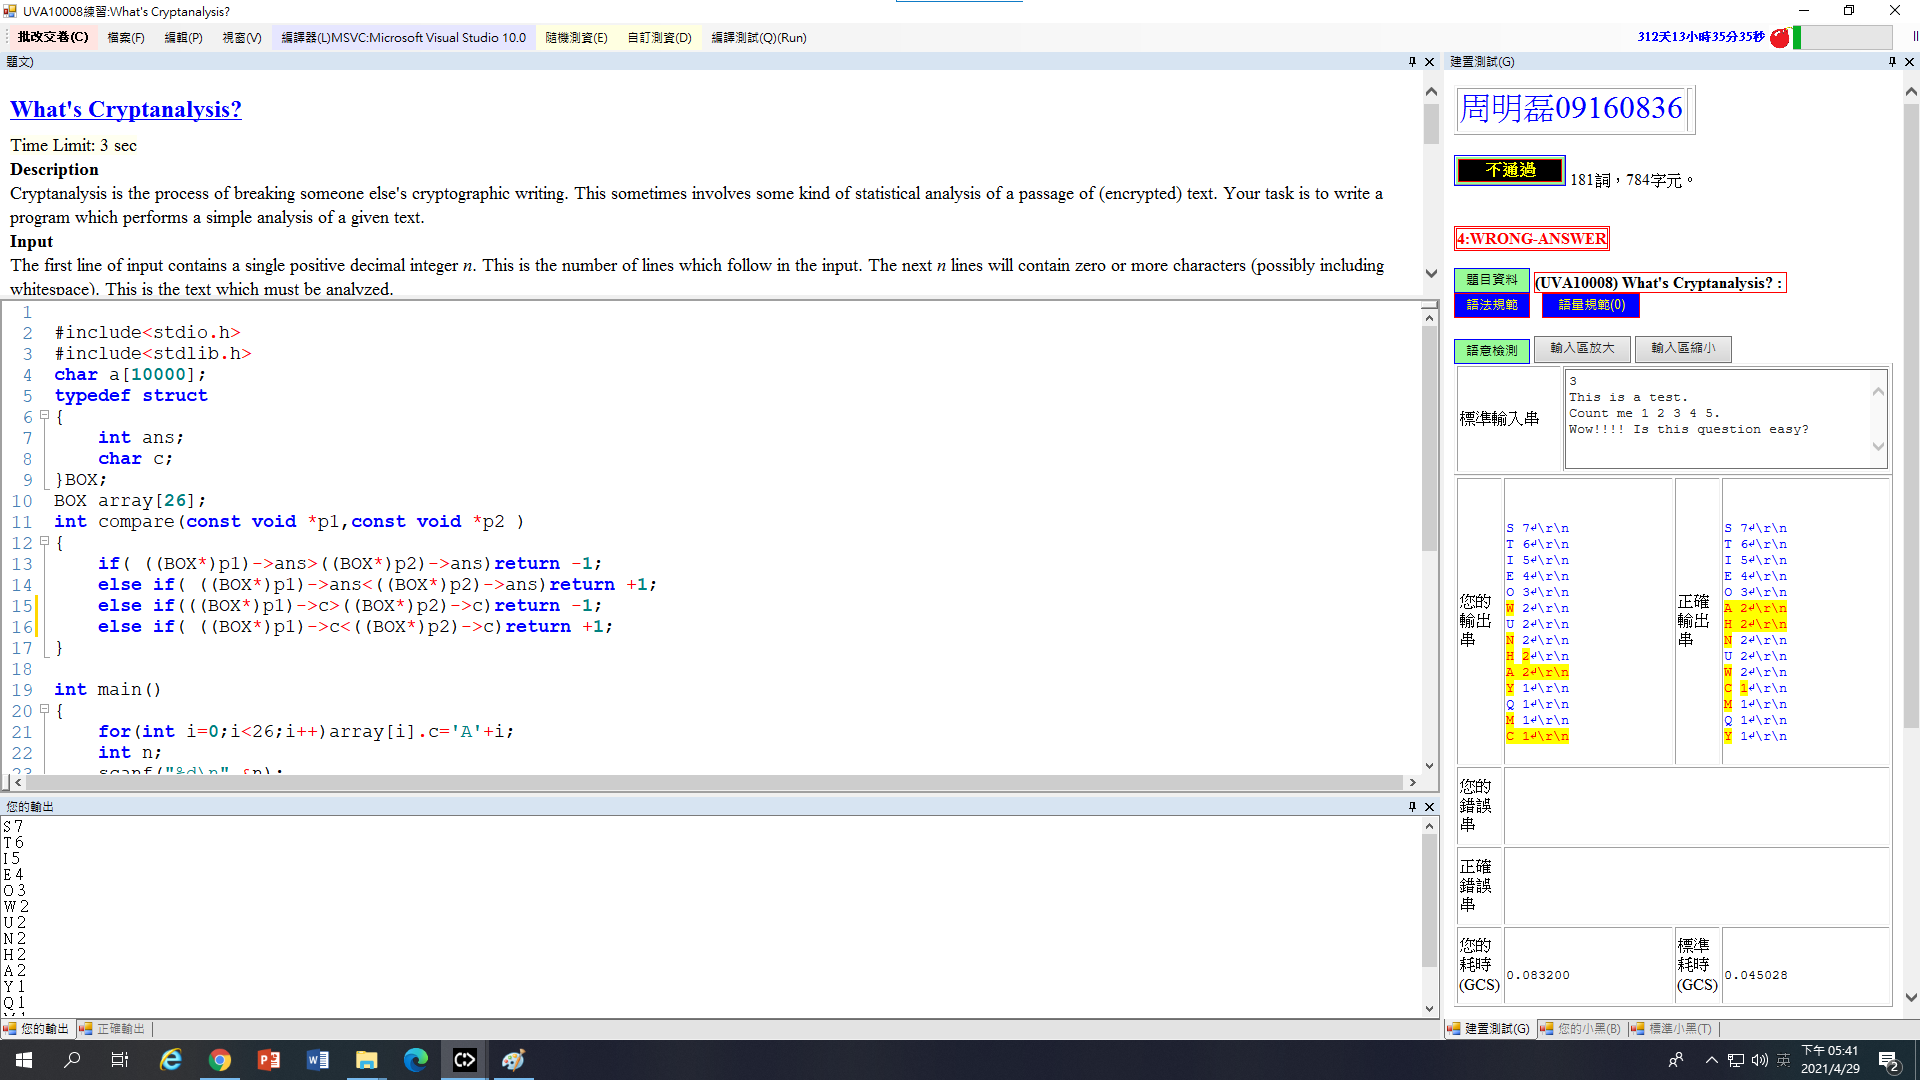 UVA10008練習:What's Cryptanalysis?
批改交卷(C) 檔案(F) 編輯(P) 視窗(V) 編譯器(L)MSVC:Microsoft Visual Studio 10.0 隨機測資(E) 自訂測資(D) 編譯測試(Q)(Run)
312天13小時35分35秒
題文)
What's Cryptanalysis?
Time Limit: 3 sec
Description
Cryptanalysis is the process of breaking someone else's cryptographic writing. This sometimes involves some kind of statistical analysis of a passage of (encrypted) text. Your task is to write a
program which performs a simple analysis of a given text.
Input
The first line of input contains a single positive decimal integer n. This is the number of lines which follow in the input. The next n lines will contain zero or more characters (possibly including
whitespace). This is the text which must be analyzed.
1
2 #include<stdio.h>
3 #include<stdlib.h>
4 char a[10000];
5 typedef struct
6 {
7 int ans;
8 char c;
9 }BOX;
10 BOX array[26];
11 int compare(const void *p1,const void *p2 )
12 {
13 if( ((BOX*)p1)->ans>((BOX*)p2)->ans)return -1;
14 else if( ((BOX*)p1)->ans<((BOX*)p2)->ans)return +1;
15 else if(((BOX*)p1)->c>((BOX*)p2)->c)return -1;
16 else if( ((BOX*)p1)->c<((BOX*)p2)->c)return +1;
17 }
18
19 int main()
20 {
21 for(int i=0;i<26;i++)array[i].c='A'+i;
22 int n;
23 scanf("%d\n",&n);
您的輸出
S 7
T 6
I 5
E 4
O 3
W 2
U 2
N 2
H 2
A 2
Y 1
Q 1
您的輸出 正確輸出
建置測試(G)
周明磊09160836
不通過 181詞，784字元。
4:WRONG-ANSWER
題目資料 (UVA10008) What's Cryptanalysis? :
語法規範 語量規範(0)
語意檢測 輸入區放大 輸入區縮小
標準輸入串
3
This is a test.
Count me 1 2 3 4 5.
Wow!!!! Is this question easy?
您的輸出串
S 7↲\r\n
T 6↲\r\n
I 5↲\r\n
E 4↲\r\n
O 3↲\r\n
W 2↲\r\n
U 2↲\r\n
N 2↲\r\n
H 2↲\r\n
A 2↲\r\n
Y 1↲\r\n
Q 1↲\r\n
M 1↲\r\n
C 1↲\r\n
正確輸出串
S 7↲\r\n
T 6↲\r\n
I 5↲\r\n
E 4↲\r\n
O 3↲\r\n
A 2↲\r\n
H 2↲\r\n
N 2↲\r\n
U 2↲\r\n
W 2↲\r\n
C 1↲\r\n
M 1↲\r\n
Q 1↲\r\n
Y 1↲\r\n
您的錯誤串
正確錯誤串
您的耗時(GCS) 0.083200 標準耗時(GCS) 0.045028
建置測試(G) 您的小黑(B) 標準小黑(T)
英
下午 05:41
2021/4/29
2